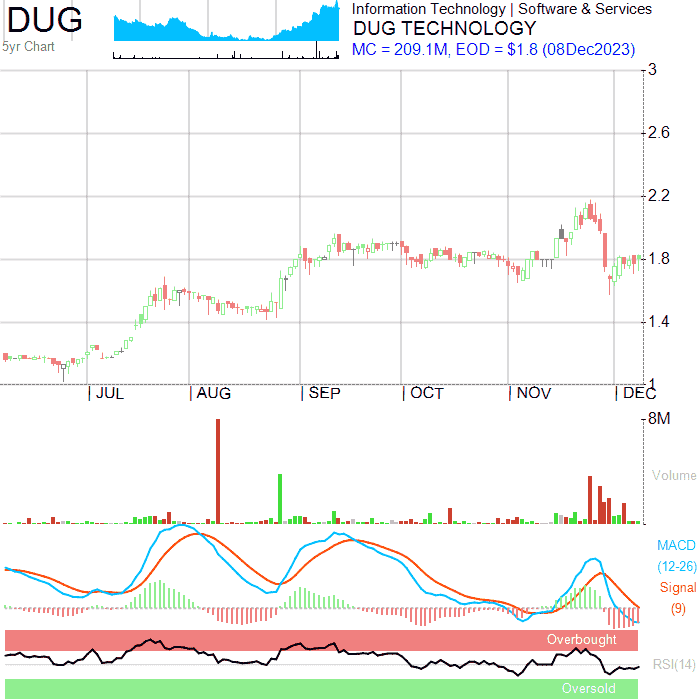 DUG
5yr Chart
Information Technology | Software & Services
DUG TECHNOLOGY
MC = 209.1M, EOD = $1.8 (08Dec2023)
3
2.6
2.2
1.8
1.4
1
JUL AUG SEP OCT NOV DEC
8M
Volume
MACD
(12-26)
Signal
(9)
Overbought
RSI(14)
Oversold